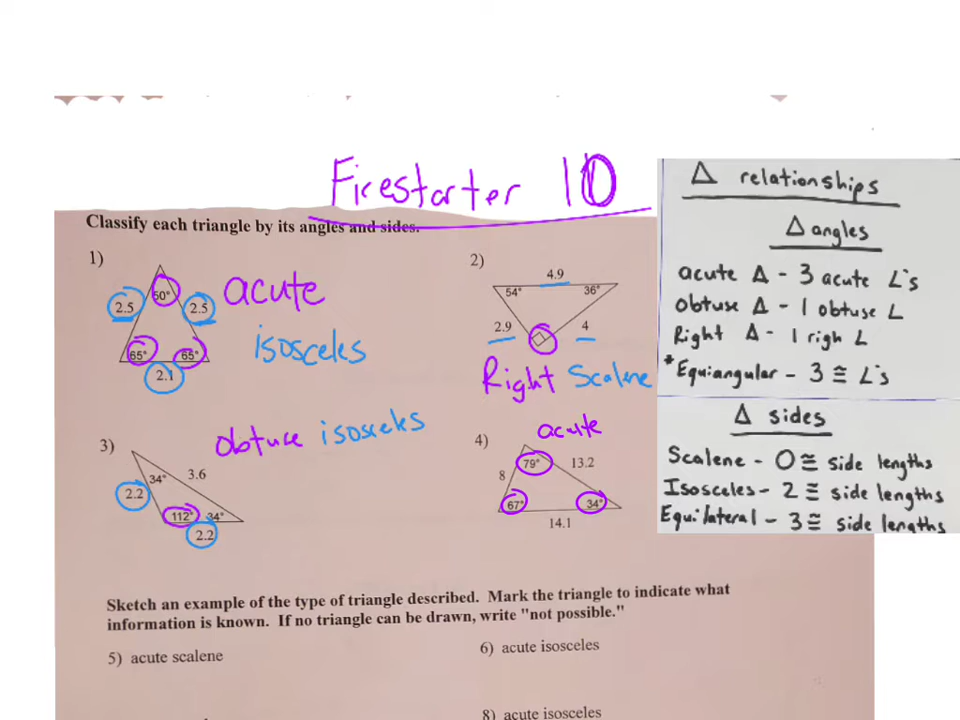 Firestarter 10
Classify each triangle by its angles and sides.
1)
50°
2.5
2.5
65°
65°
2.1
acute
isosceles
2)
4.9
54°
36°
2.9
4
Right Scalene
3)
34°
3.6
2.2
112°
34°
2.2
obtuse isosceles
4)
acute
79°
13.2
8
67°
34°
14.1
Δ relationships
Δ angles
acute Δ - 3 acute ∠'s
Obtuse Δ - 1 obtuse ∠
Right Δ - 1 righ ∠
*Equiangular - 3 ≅ ∠'s
Δ sides
Scalene - 0 ≅ side lengths
Isosceles - 2 ≅ side lengths
Equilateral - 3 ≅ side lengths
Sketch an example of the type of triangle described. Mark the triangle to indicate what
information is known. If no triangle can be drawn, write "not possible."
5) acute scalene
6) acute isosceles
8) acute isosceles